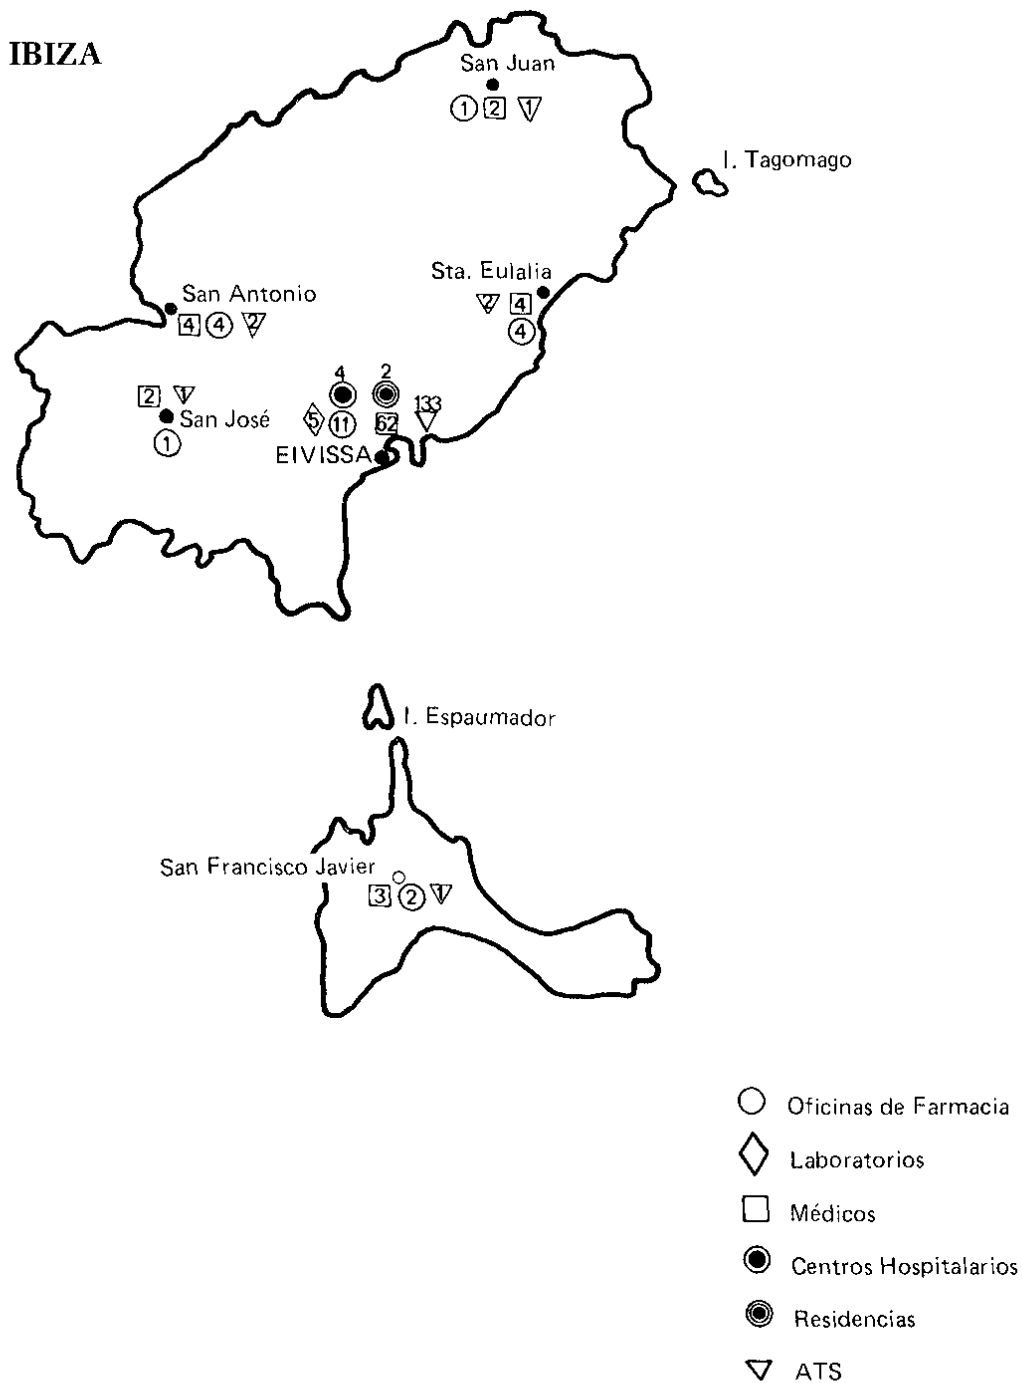 IBIZA
San Juan
1 2 1
I. Tagomago
Sta. Eulalia
2 4
4
San Antonio
4 4 2
2 1
San José
1
4 2
133
5 11 62
EIVISSA
I. Espaumador
San Francisco Javier
3 2 1
Oficinas de Farmacia
Laboratorios
Médicos
Centros Hospitalarios
Residencias
ATS